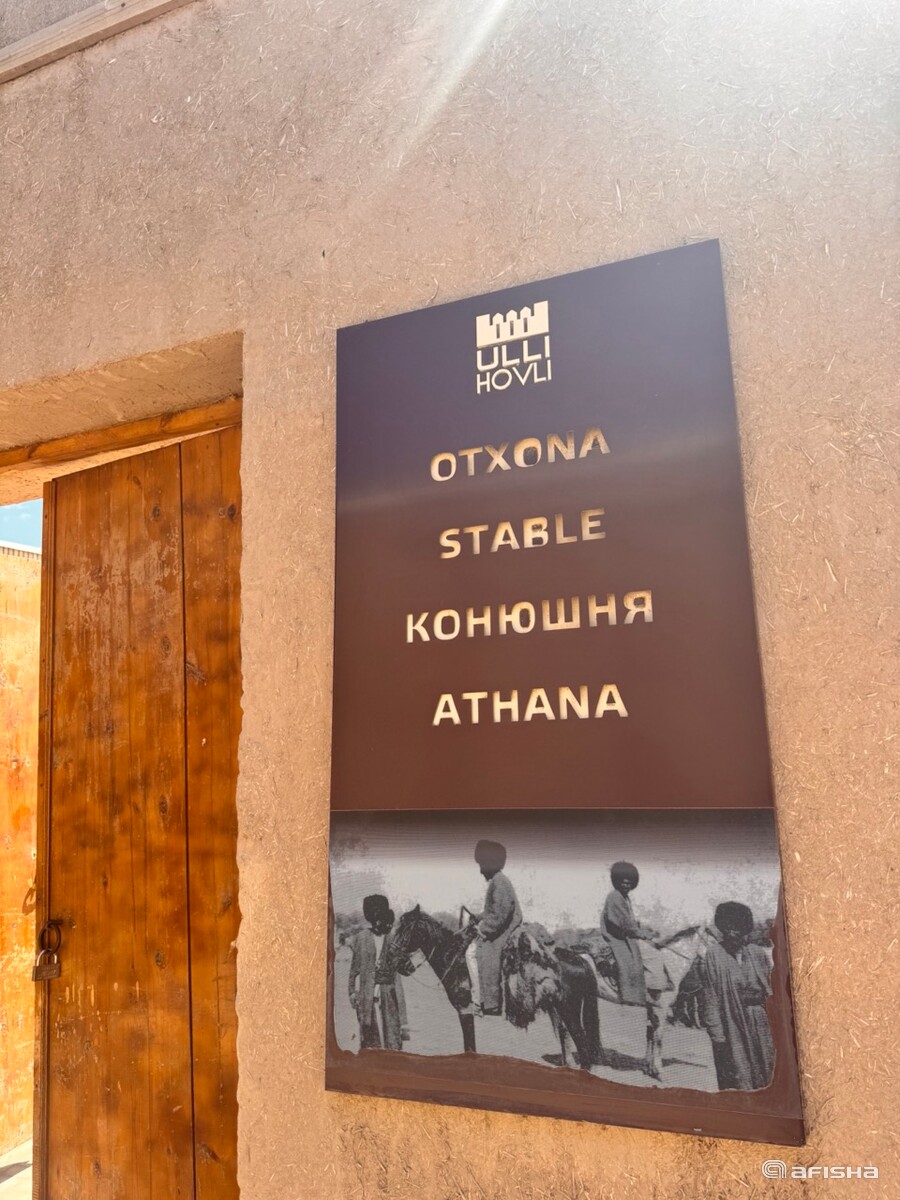 ULLI
HOVLI
OTXONA
STABLE
КОНЮШНЯ
ATHANA
afisha